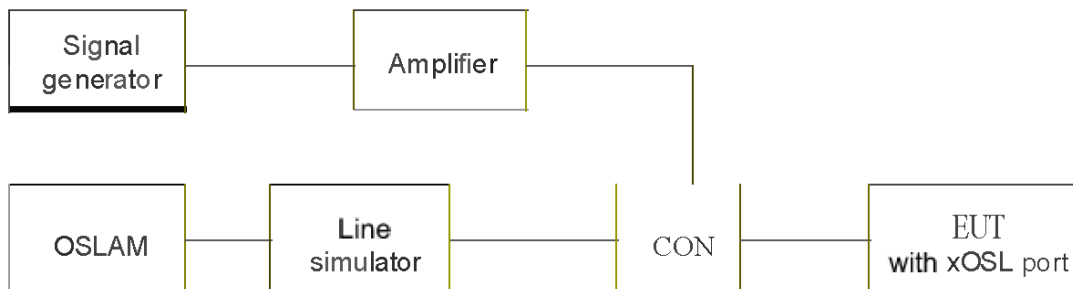 Signal
generator
Amplifier
OSLAM
Line
simulator
CON
EUT
with xOSL port